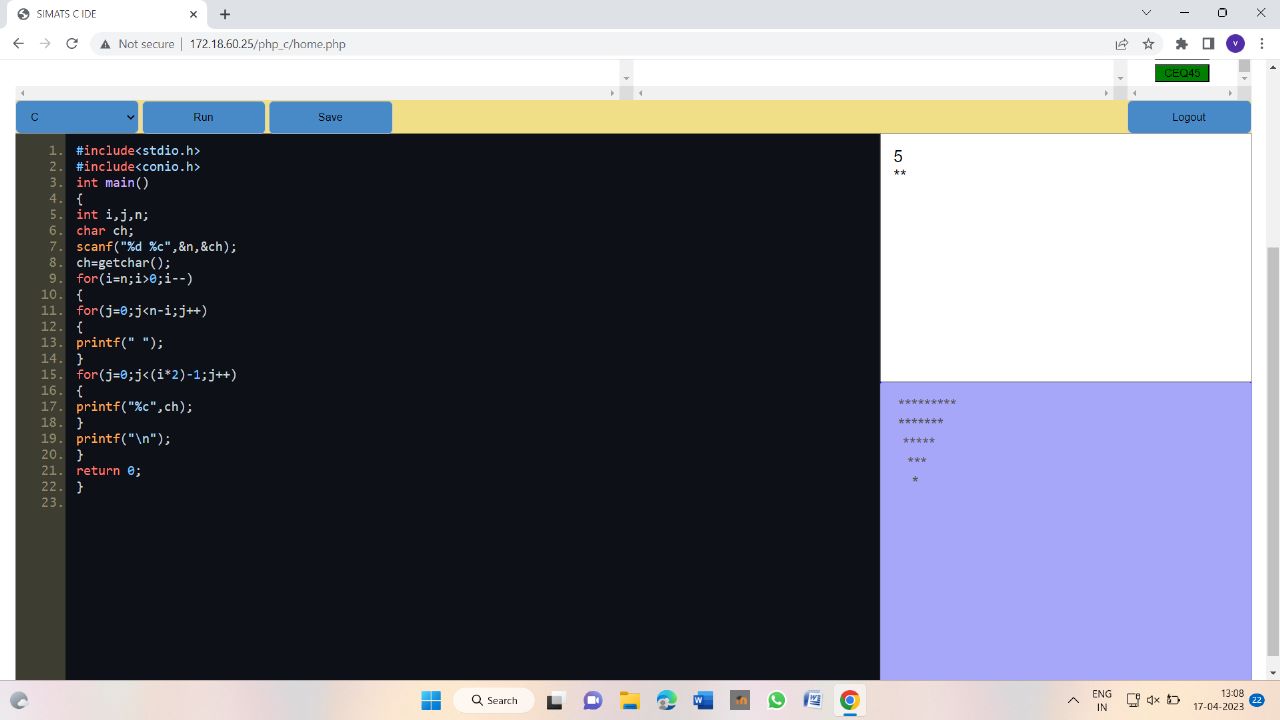 SIMATS C IDE
Not secure | 172.18.60.25/php_c/home.php
V
CEQ45
C
Run
Save
Logout
1. #include<stdio.h>
2. #include<conio.h>
3. int main()
4. {
5. int i,j,n;
6. char ch;
7. scanf("%d %c",&n,&ch);
8. ch=getchar();
9. for(i=n;i>0;i--)
10. {
11. for(j=0;j<n-i;j++)
12. {
13. printf(" ");
14. }
15. for(j=0;j<(i*2)-1;j++)
16. {
17. printf("%c",ch);
18. }
19. printf("\n");
20. }
21. return 0;
22. }
23.
5
**
*********
*******
*****
***
*
Search
ENG
IN
13:08
17-04-2023
22